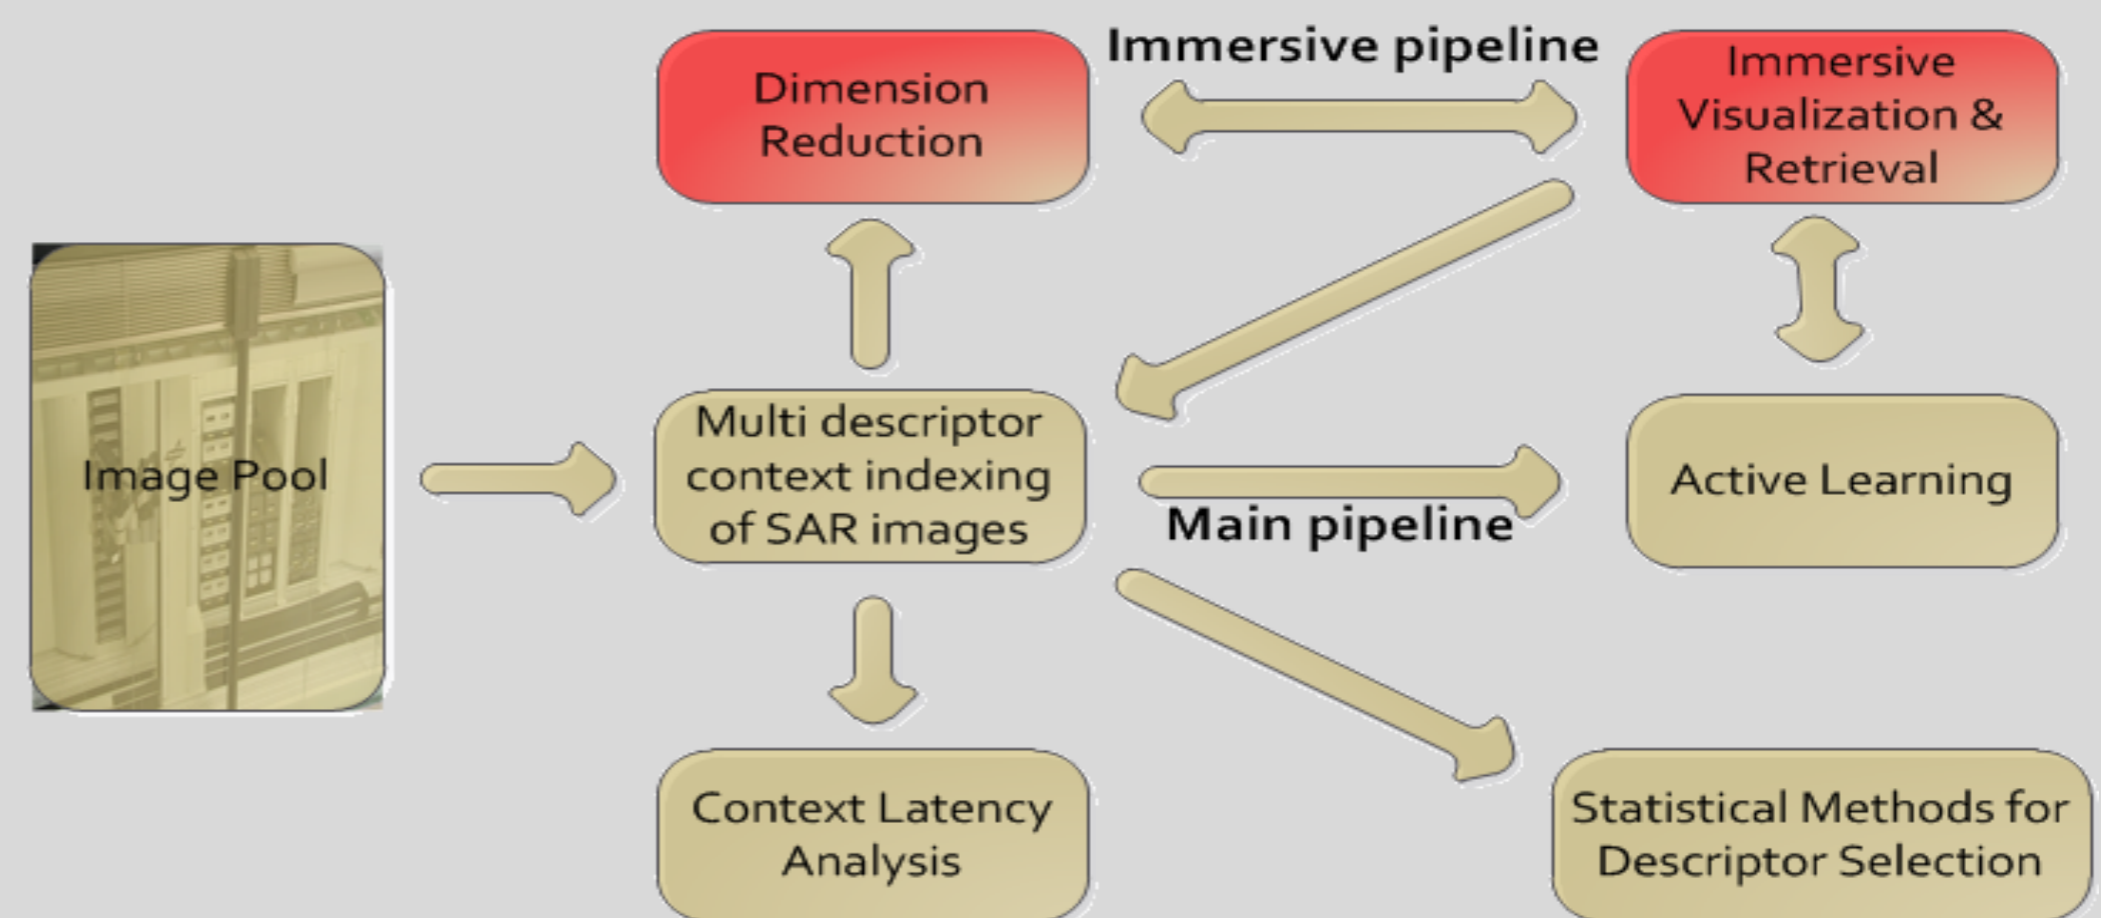 Immersive pipeline
Dimension
Reduction
Immersive
Visualization &
Retrieval
Image Pool
Multi descriptor
context indexing
of SAR images
Main pipeline
Active Learning
Context Latency
Analysis
Statistical Methods for
Descriptor Selection